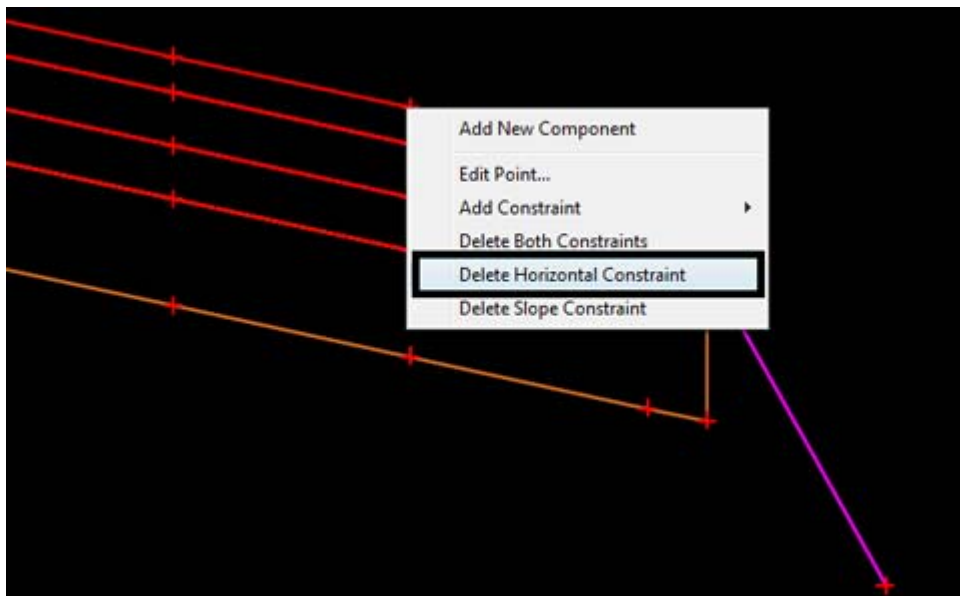 Add New Component
Edit Point...
Add Constraint
Delete Both Constraints
Delete Horizontal Constraint
Delete Slope Constraint